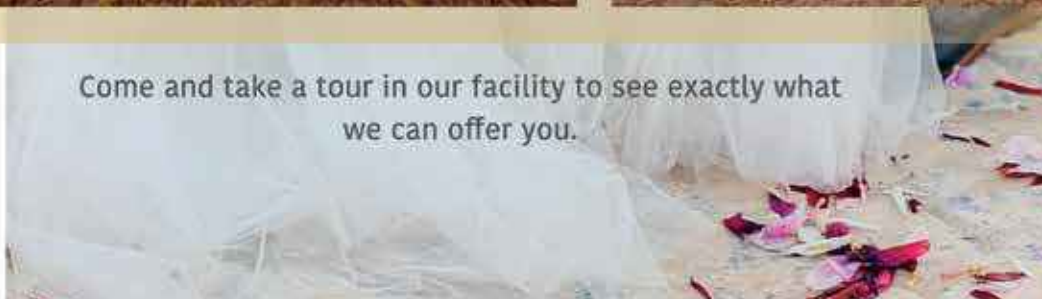 Come and take a tour in our facility to see exactly what
we can offer you.